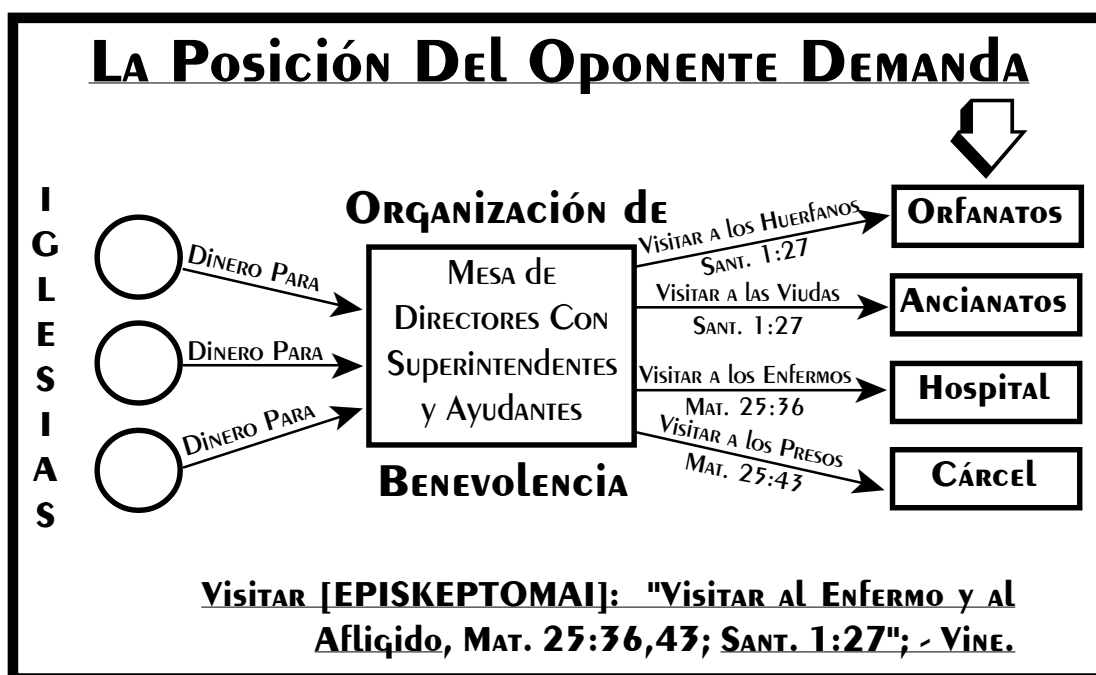 La Posición Del Oponente Demanda
IGLESIAS
Dinero Para
Dinero Para
Dinero Para
Organización de
Mesa de
Directores Con
Superintendentes
y Ayudantes
Benevolencia
Visitar a los Huerfanos
Sant. 1:27
Visitar a las Viudas
Sant. 1:27
Visitar a los Enfermos
Mat. 25:36
Visitar a los Presos
Mat. 25:43
Orfanatos
Ancianatos
Hospital
Cárcel
Visitar [EPISKEPTOMAI]: "Visitar al Enfermo y al
Afligido, Mat. 25:36,43; Sant. 1:27"; - Vine.